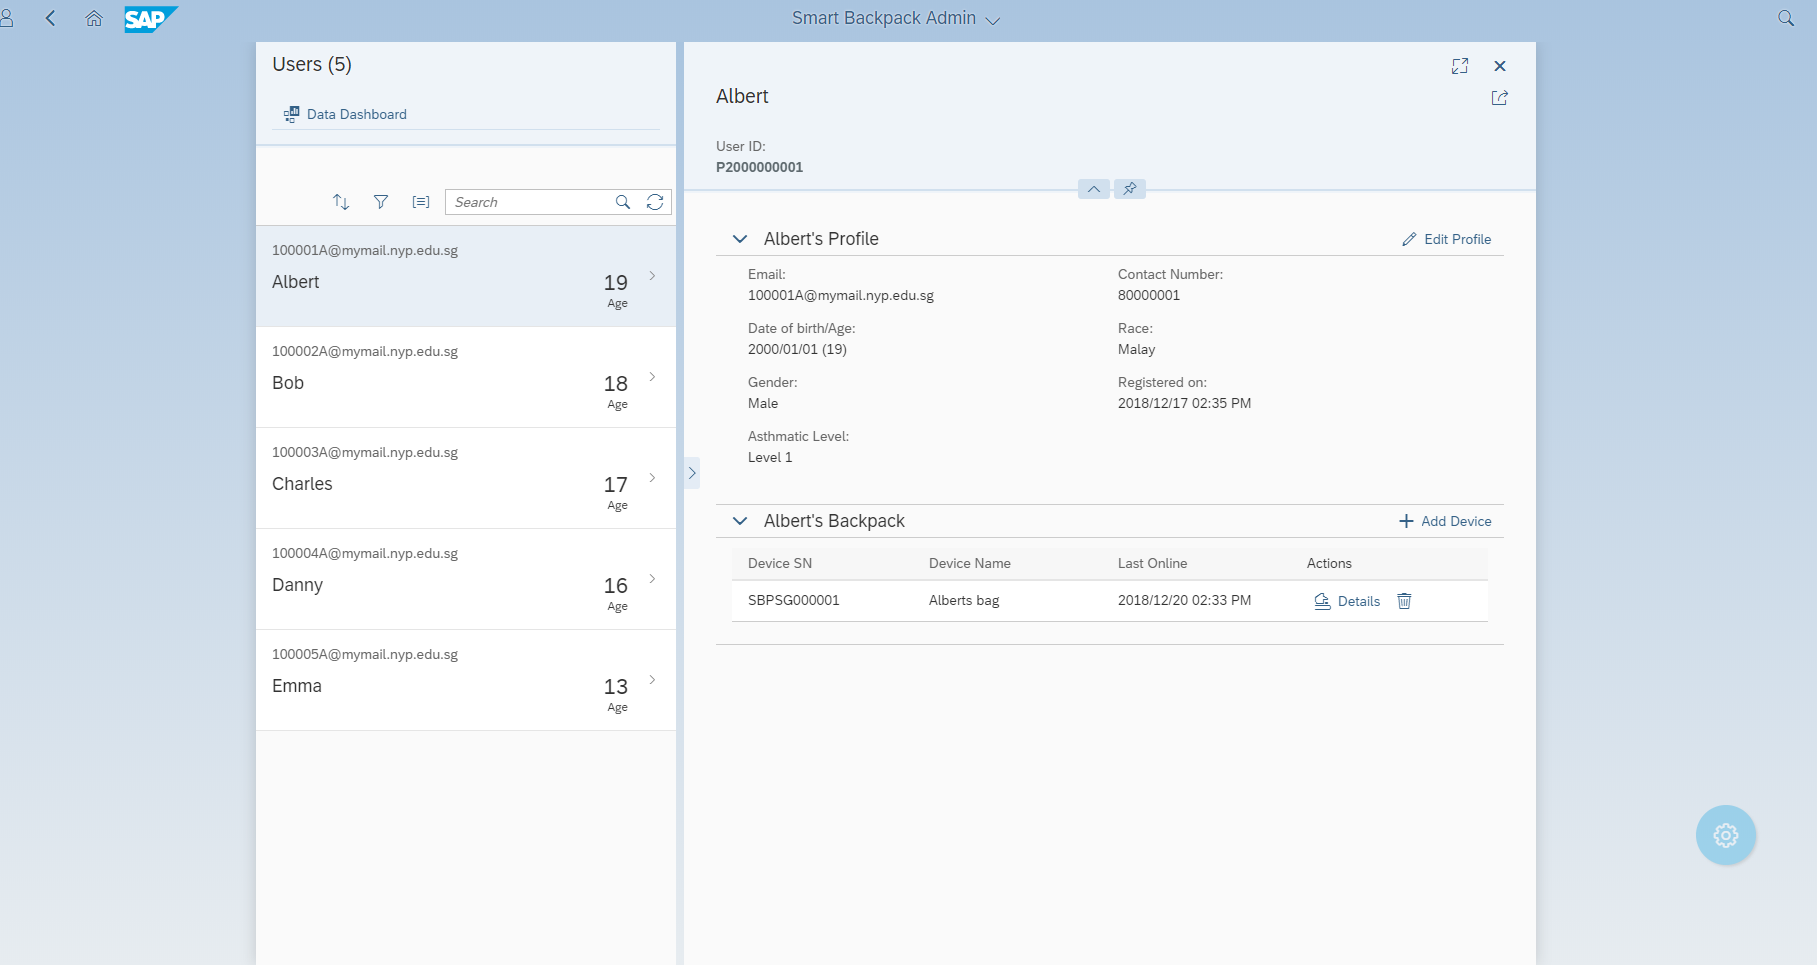 SAP
Smart Backpack Admin
Users (5)
Data Dashboard
Search
100001A@mymail.nyp.edu.sg
Albert
19
Age
100002A@mymail.nyp.edu.sg
Bob
18
Age
100003A@mymail.nyp.edu.sg
Charles
17
Age
100004A@mymail.nyp.edu.sg
Danny
16
Age
100005A@mymail.nyp.edu.sg
Emma
13
Age
Albert
User ID:
P2000000001
Albert's Profile
Edit Profile
Email:
100001A@mymail.nyp.edu.sg
Contact Number:
80000001
Date of birth/Age:
2000/01/01 (19)
Race:
Malay
Gender:
Male
Registered on:
2018/12/17 02:35 PM
Asthmatic Level:
Level 1
Albert's Backpack
Add Device
Device SN Device Name Last Online Actions
SBPSG000001 Alberts bag 2018/12/20 02:33 PM Details